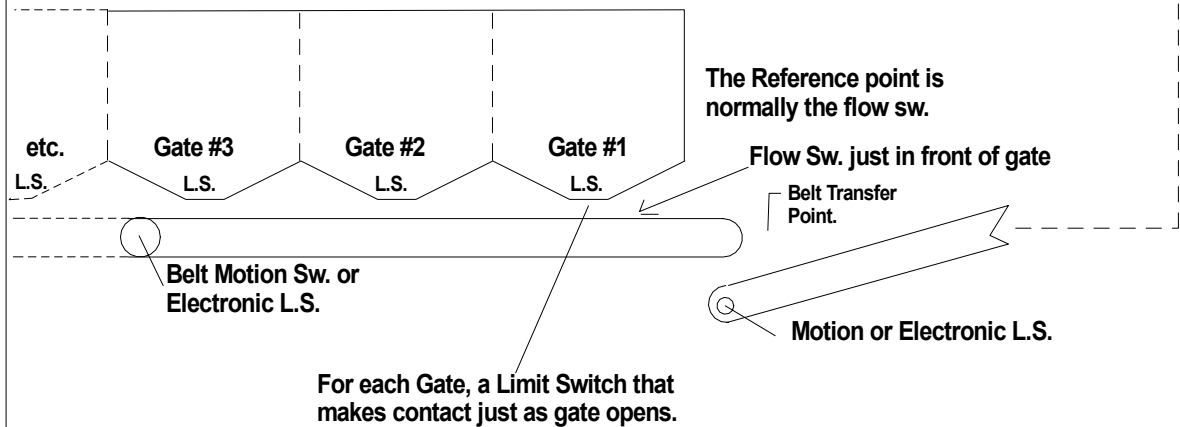 The Reference point is
normally the flow sw.
etc.
Gate #3
Gate #2
Gate #1
Flow Sw. just in front of gate
L.S.
L.S.
L.S.
L.S.
Belt Transfer
Point.
Belt Motion Sw. or
Electronic L.S.
Motion or Electronic L.S.
For each Gate, a Limit Switch that
makes contact just as gate opens.